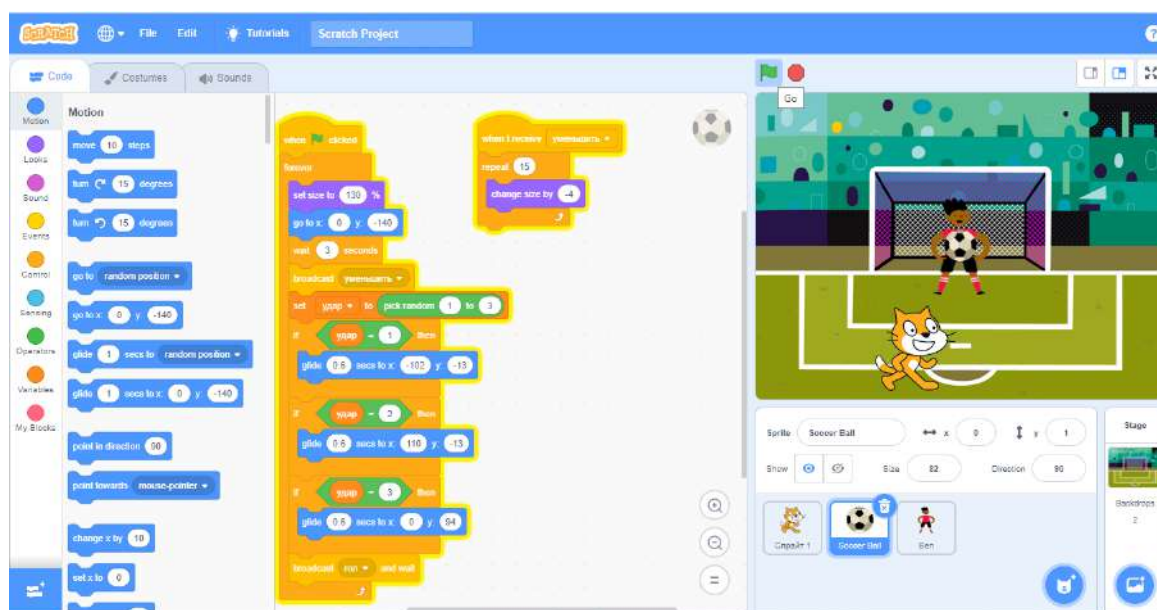 SCRATCH File Edit Tutorials Scratch Project ?
Code Costumes Sounds
Go
Motion
Looks
Sound
Events
Control
Sensing
Operators
Variables
My Blocks
Motion
move 10 steps
turn 15 degrees
turn 15 degrees
go to random position
go to x: 0 y: -140
glide 1 secs to random position
glide 1 secs to x: 0 y: -140
point in direction 90
point towards mouse-pointer
change x by 10
set x to 0
when clicked
forever
set size to 130 %
go to x: 0 y: -140
wait 3 seconds
broadcast уменьшить
set удар to pick random 1 to 3
if удар = 1 then
glide 0.6 secs to x: -102 y: -13
if удар = 2 then
glide 0.6 secs to x: 110 y: -13
if удар = 3 then
glide 0.6 secs to x: 0 y: 94
broadcast and wait
when I receive уменьшить
repeat 15
change size by -4
Sprite Soccer Ball x 0 y 1
Show Size 82 Direction 90
Спрайт 1 Soccer Ball Бен
Stage
Backdrops
2